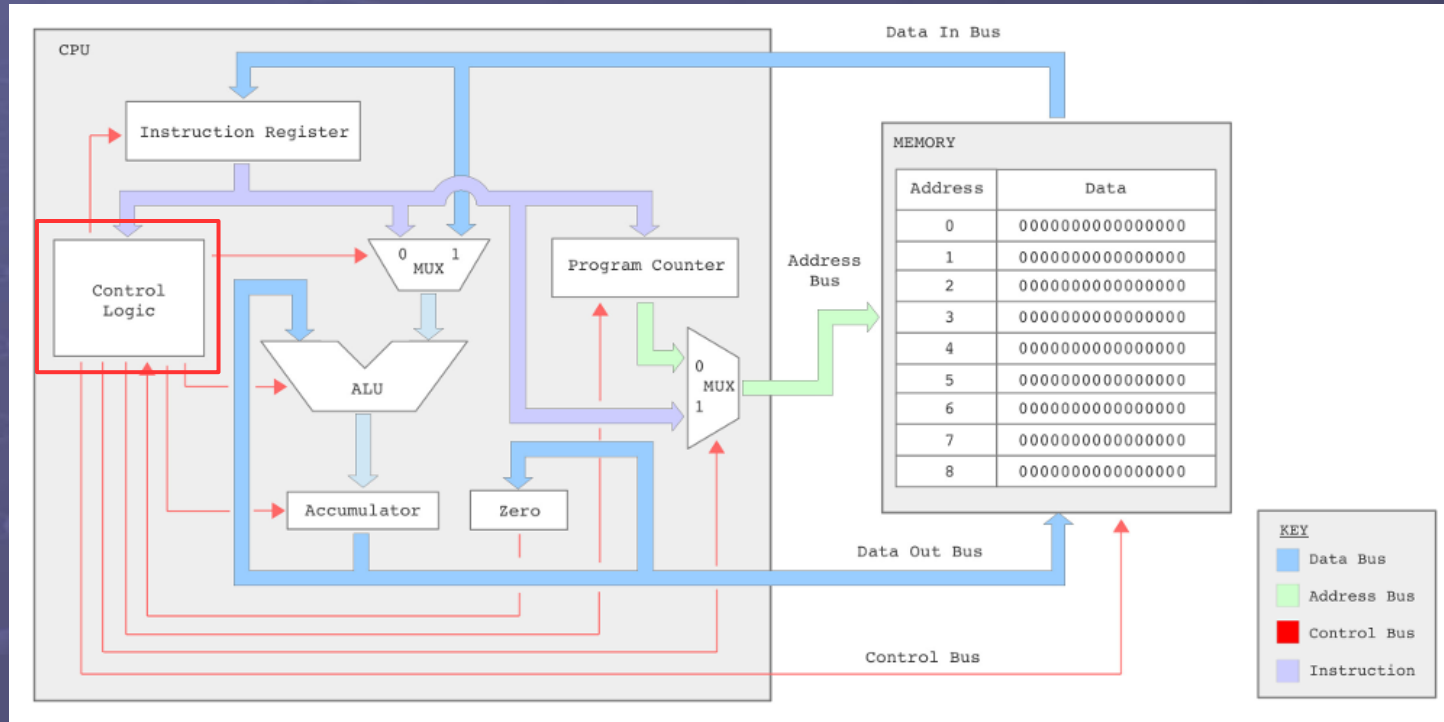 CPU
Data In Bus
Instruction Register
MEMORY
Address Data
0 0000000000000000
1 0000000000000000
2 0000000000000000
3 0000000000000000
4 0000000000000000
5 0000000000000000
6 0000000000000000
7 0000000000000000
8 0000000000000000
Control
Logic
0 1
MUX
Program Counter
Address
Bus
0
MUX
1
ALU
Accumulator
Zero
Data Out Bus
Control Bus
KEY
Data Bus
Address Bus
Control Bus
Instruction